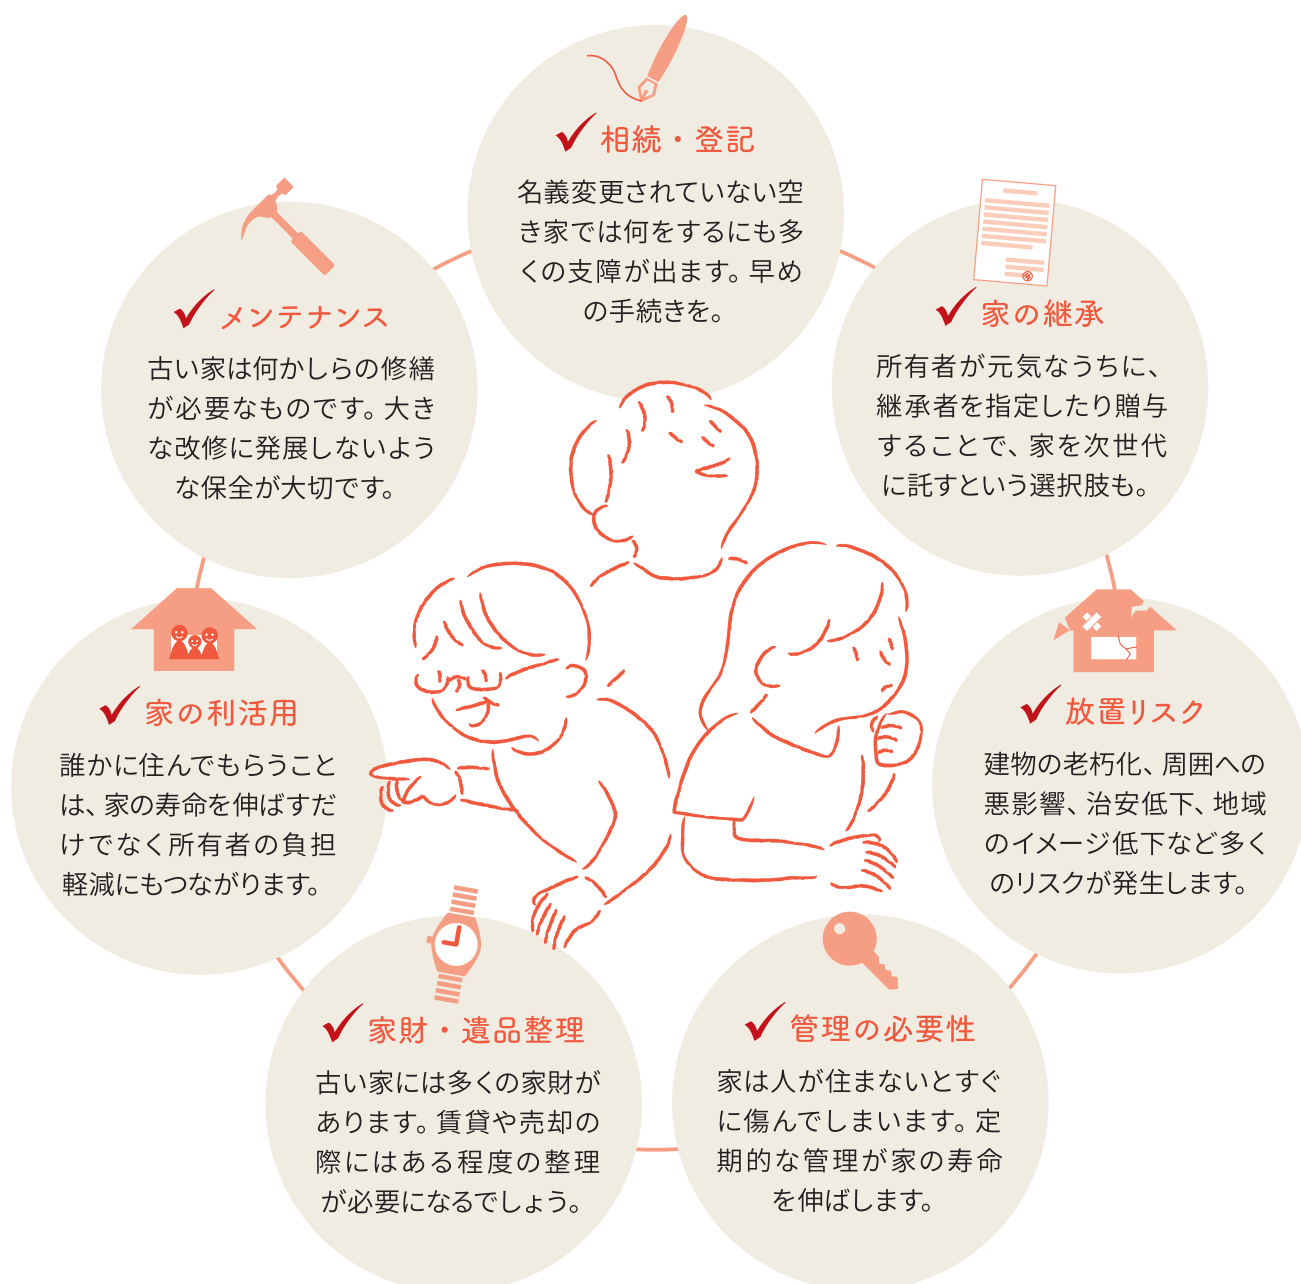 相続・登記
名義変更されていない空
き家では何をするにも多
くの支障が出ます。早め
の手続きを。
家の継承
所有者が元気なうちに、
継承者を指定したり贈与
することで、家を次世代
に託すという選択肢も。
放置リスク
建物の老朽化、周囲への
悪影響、治安低下、地域
のイメージ低下など多く
のリスクが発生します。
管理の必要性
家は人が住まないとすぐ
に傷んでしまいます。定
期的な管理が家の寿命
を伸ばします。
家財・遺品整理
古い家には多くの家財が
あります。賃貸や売却の
際にはある程度の整理
が必要になるでしょう。
家の利活用
誰かに住んでもらうこと
は、家の寿命を伸ばすだ
けでなく所有者の負担
軽減にもつながります。
メンテナンス
古い家は何かしらの修繕
が必要なものです。大き
な改修に発展しないよう
な保全が大切です。